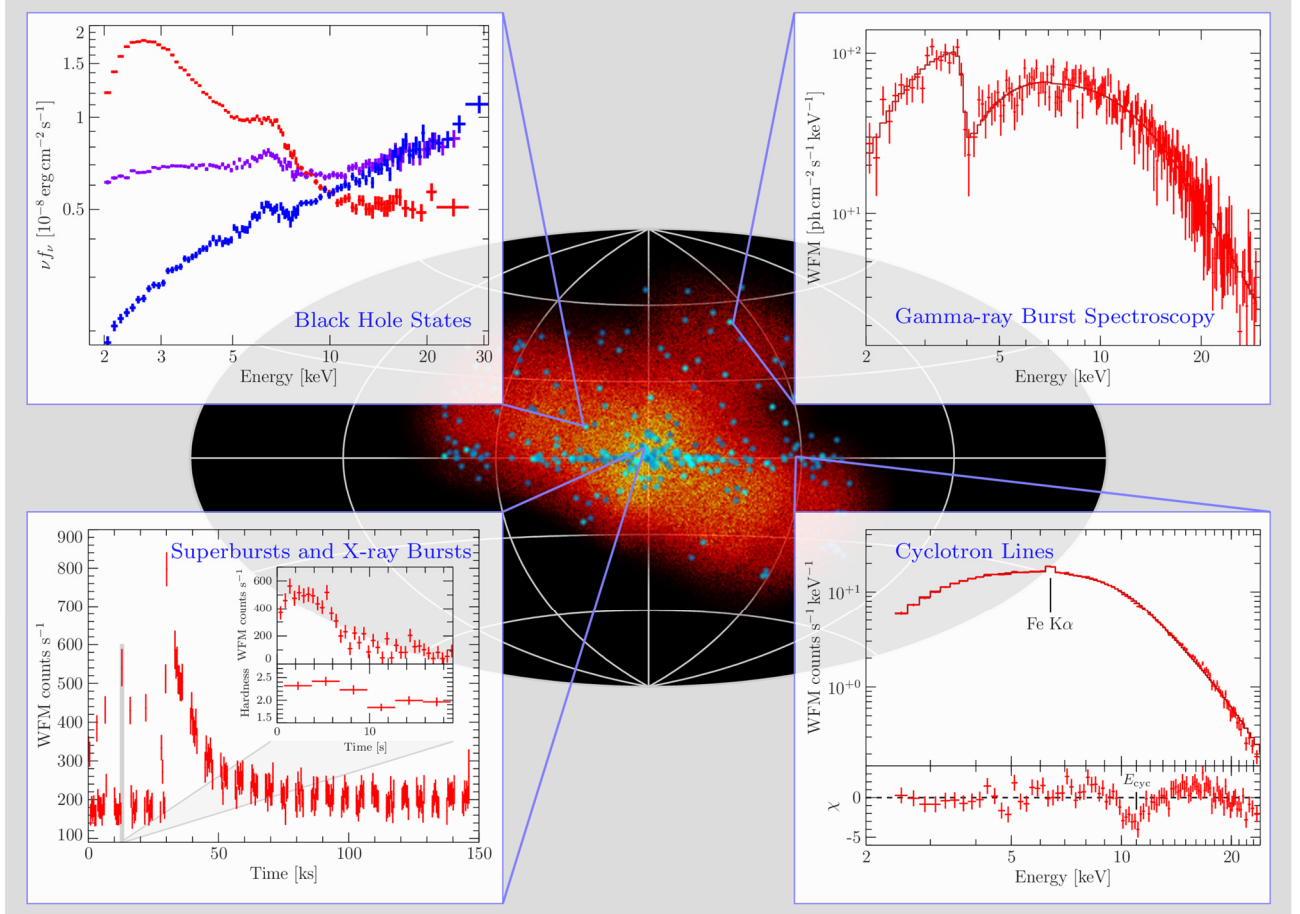 2
1.5
1
0.5
ν fν [10−8 erg cm−2 s−1]
Black Hole States
2 3 5 10 20 30
Energy [keV]
10+2
10+1
WFM [ph cm−2 s−1 keV−1]
Gamma-ray Burst Spectroscopy
2 5 10 20
Energy [keV]
Superbursts and X-ray Bursts
900
800
700
600
500
400
300
200
100
WFM counts s−1
0 50 100 150
Time [ks]
600
400
200
0
WFM counts s−1
2.5
2.0
1.5
Hardness
0 10
Time [s]
Cyclotron Lines
10+1
10+0
WFM counts s−1 keV−1
Fe Kα
Ecyc
0
-5
χ
2 5 10 20
Energy [keV]